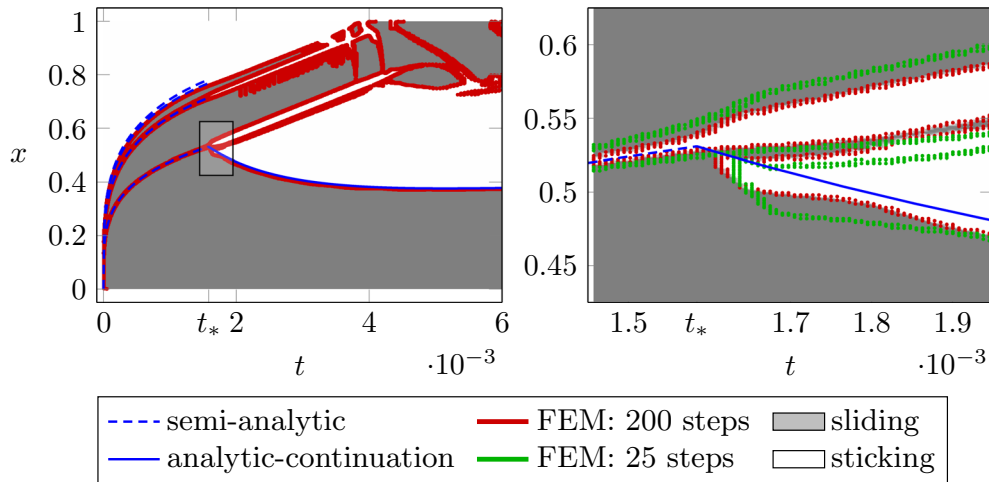 1
0.8
0.6
0.4
0.2
0
x
0 t* 2 4 6
t
·10⁻³
0.6
0.55
0.5
0.45
1.5 t* 1.7 1.8 1.9
t
·10⁻³
semi-analytic
analytic-continuation
FEM: 200 steps
FEM: 25 steps
sliding
sticking